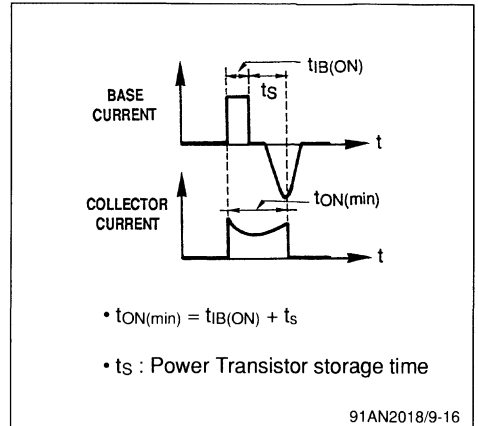 tIB(ON)
tS
BASE
CURRENT
t
COLLECTOR
CURRENT
tON(min)
t
• tON(min) = tIB(ON) + ts
• tS : Power Transistor storage time
91AN2018/9-16